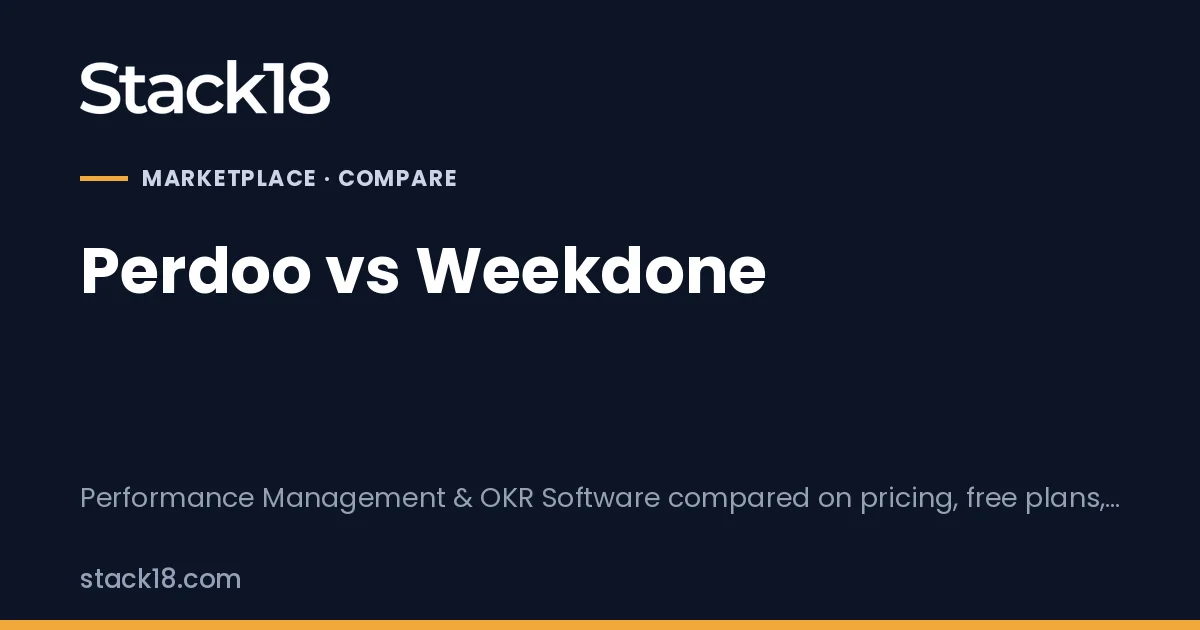 Stack18
MARKETPLACE · COMPARE
Perdoo vs Weekdone
Performance Management & OKR Software compared on pricing, free plans,...
stack18.com